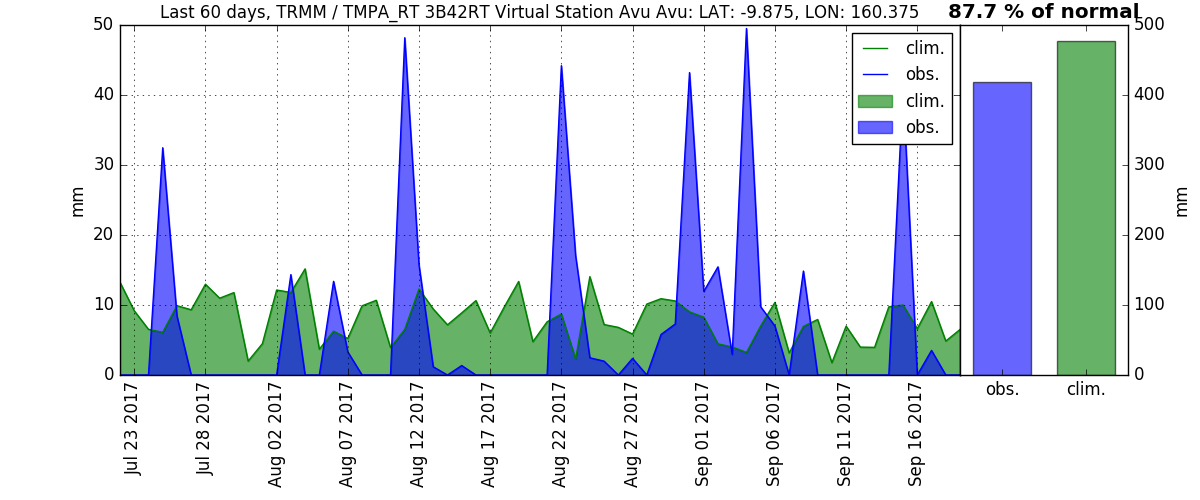 Last 60 days, TRMM / TMPA_RT 3B42RT Virtual Station Avu Avu: LAT: -9.875, LON: 160.375
87.7 % of normal
50
40
30
20
10
0
mm
clim.
obs.
clim.
obs.
500
400
300
200
100
0
mm
Jul 23 2017
Jul 28 2017
Aug 02 2017
Aug 07 2017
Aug 12 2017
Aug 17 2017
Aug 22 2017
Aug 27 2017
Sep 01 2017
Sep 06 2017
Sep 11 2017
Sep 16 2017
obs.
clim.